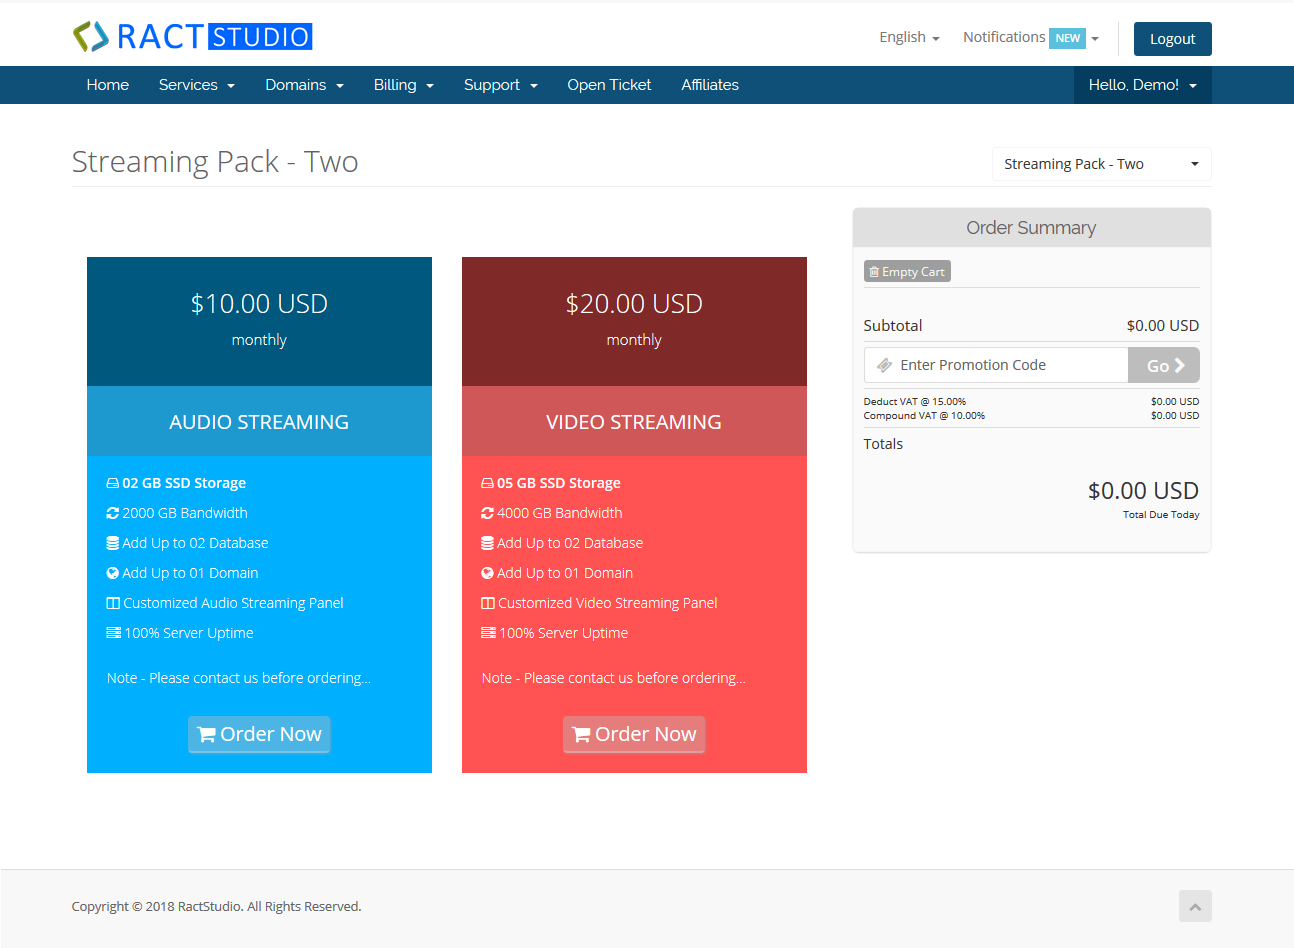 RACT STUDIO
English
Notifications NEW
Logout
Home Services Domains Billing Support Open Ticket Affiliates Hello, Demo!
Streaming Pack - Two
Streaming Pack - Two
$10.00 USD
monthly
AUDIO STREAMING
02 GB SSD Storage
2000 GB Bandwidth
Add Up to 02 Database
Add Up to 01 Domain
Customized Audio Streaming Panel
100% Server Uptime
Note - Please contact us before ordering...
Order Now
$20.00 USD
monthly
VIDEO STREAMING
05 GB SSD Storage
4000 GB Bandwidth
Add Up to 02 Database
Add Up to 01 Domain
Customized Video Streaming Panel
100% Server Uptime
Note - Please contact us before ordering...
Order Now
Order Summary
Empty Cart
Subtotal $0.00 USD
Enter Promotion Code Go
Deduct VAT @ 15.00% $0.00 USD
Compound VAT @ 10.00% $0.00 USD
Totals
$0.00 USD
Total Due Today
Copyright © 2018 RactStudio. All Rights Reserved.